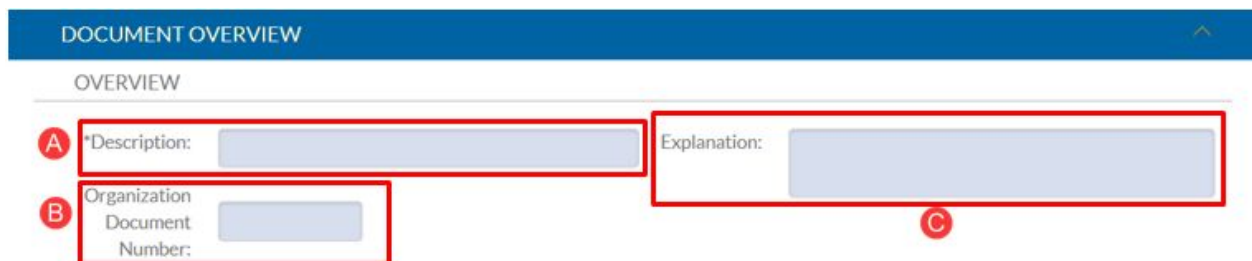 DOCUMENT OVERVIEW
OVERVIEW
A *Description:
Explanation:
B Organization
Document
Number:
C